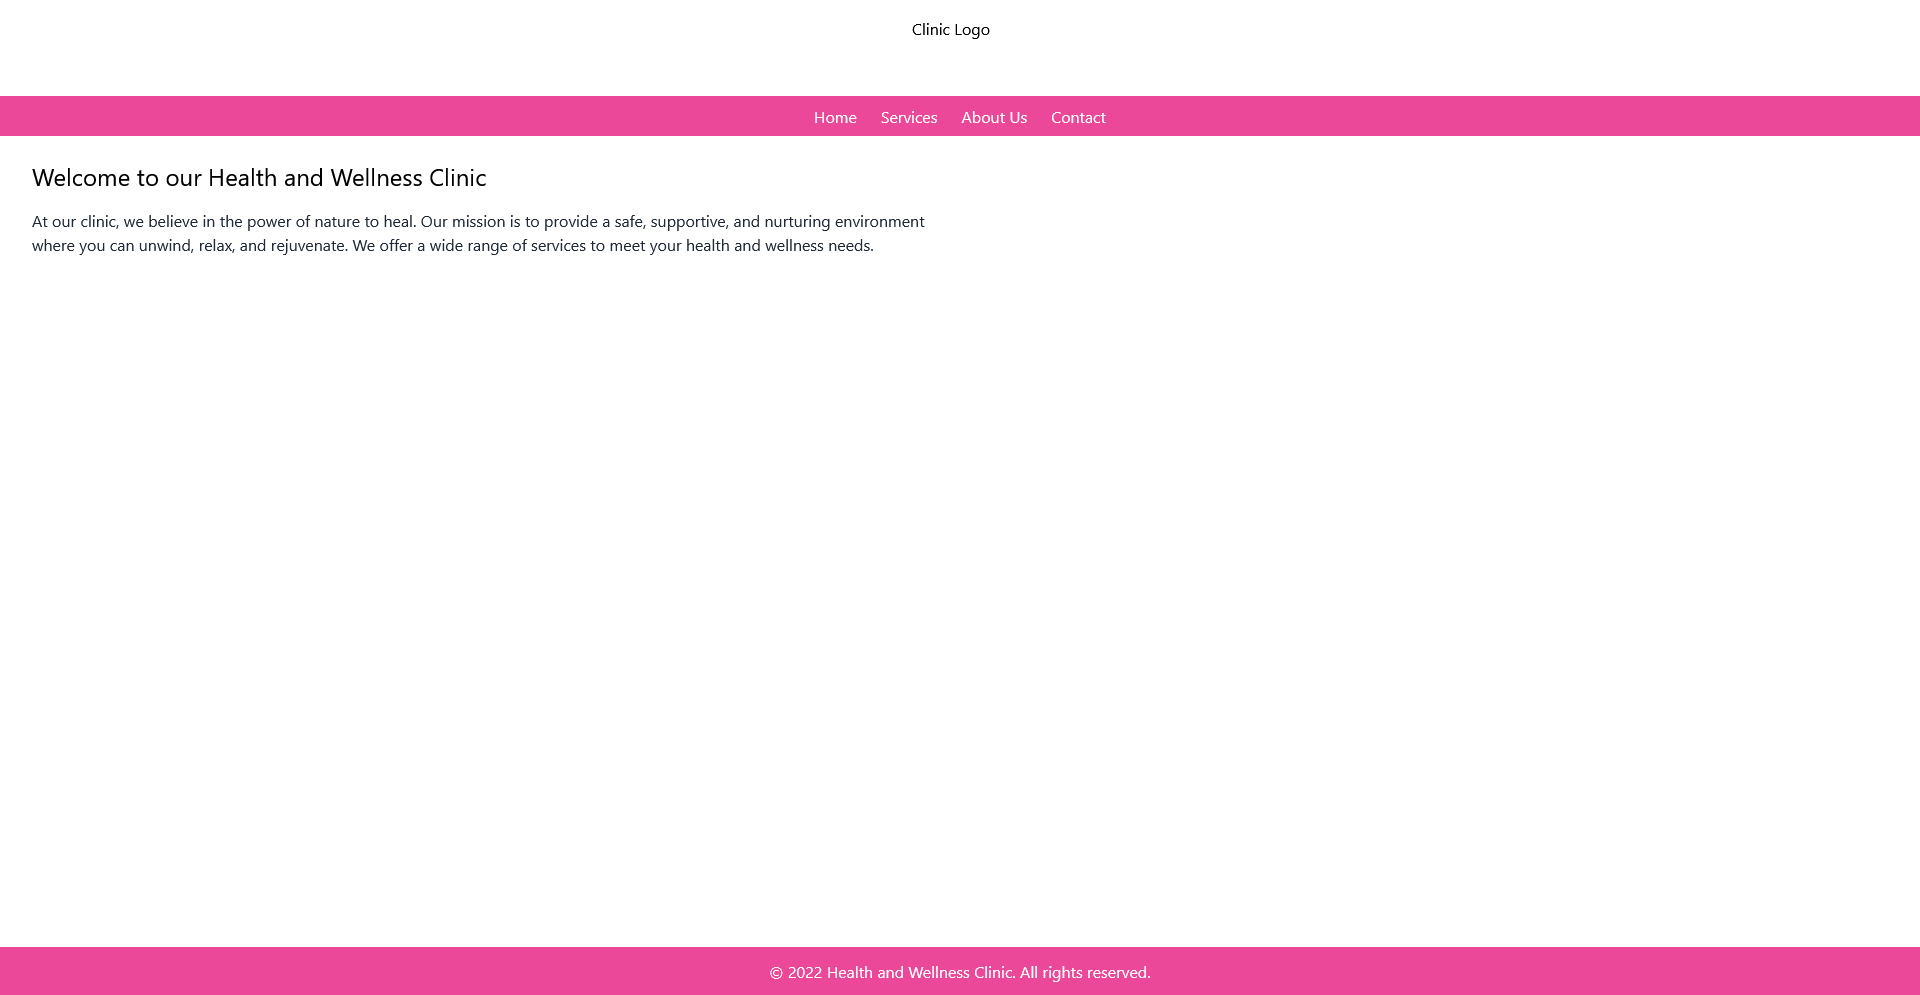 Clinic Logo
Home Services About Us Contact
Welcome to our Health and Wellness Clinic
At our clinic, we believe in the power of nature to heal. Our mission is to provide a safe, supportive, and nurturing environment
where you can unwind, relax, and rejuvenate. We offer a wide range of services to meet your health and wellness needs.
© 2022 Health and Wellness Clinic. All rights reserved.